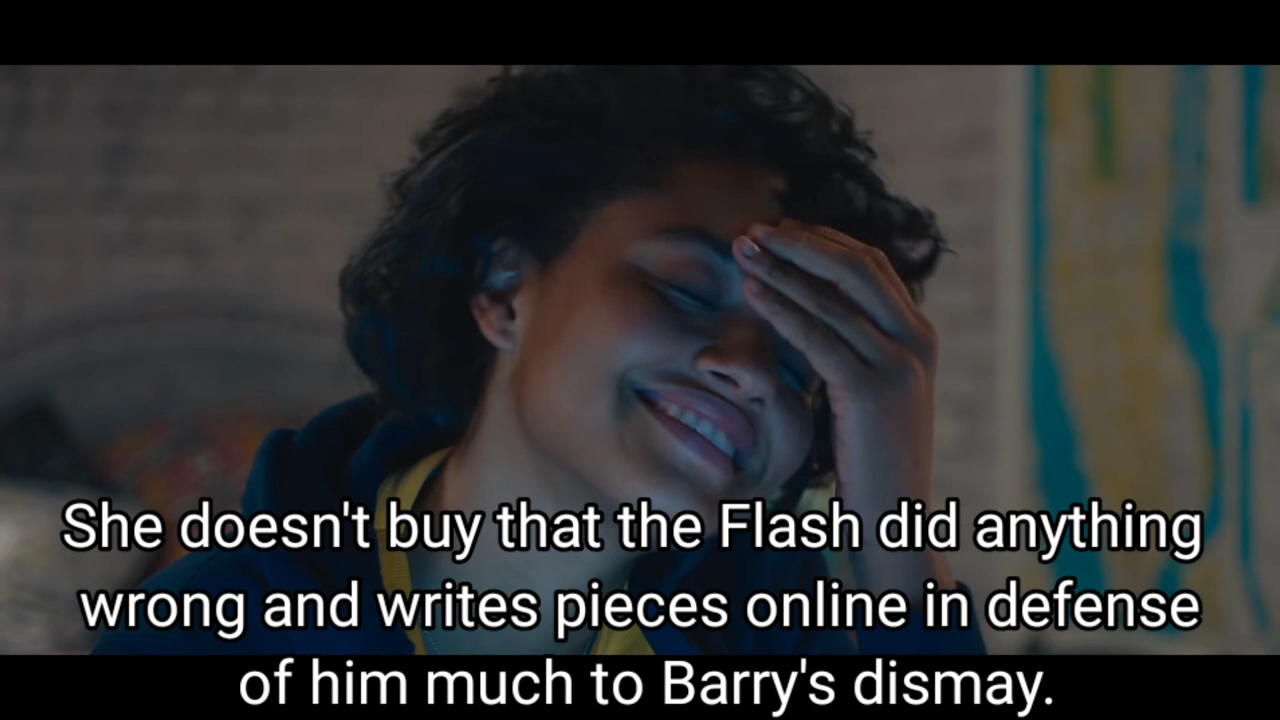 She doesn't buy that the Flash did anything
wrong and writes pieces online in defense
of him much to Barry's dismay.